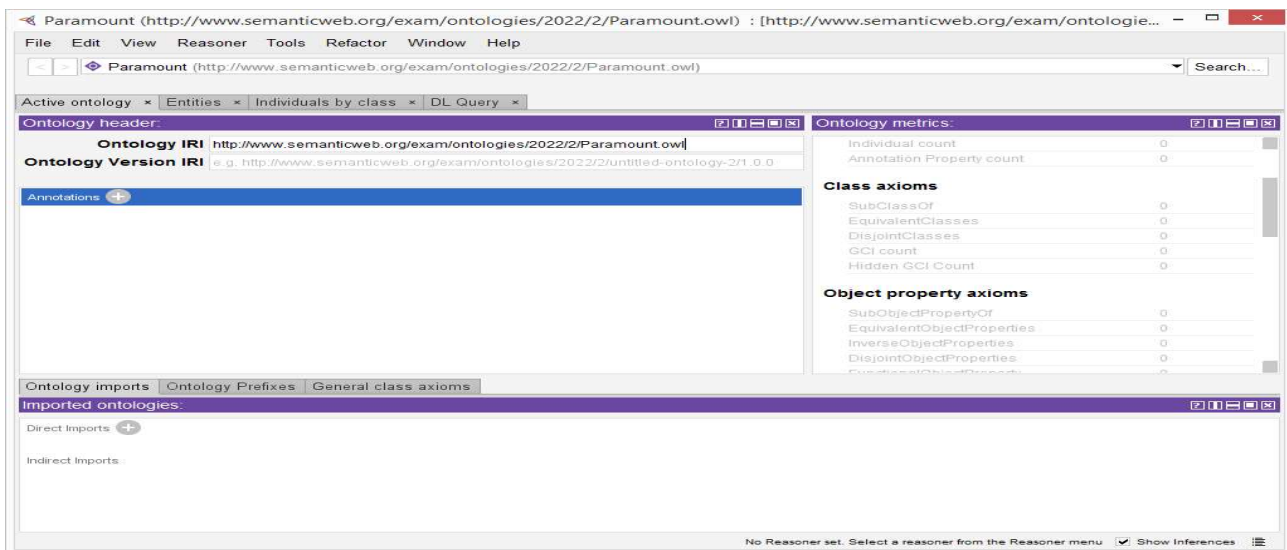 Paramount (http://www.semanticweb.org/exam/ontologies/2022/2/Paramount.owl) : [http://www.semanticweb.org/exam/ontologie...
File Edit View Reasoner Tools Refactor Window Help
< > Paramount (http://www.semanticweb.org/exam/ontologies/2022/2/Paramount.owl) Search...
Active ontology × Entities × Individuals by class × DL Query ×
Ontology header:
Ontology IRI http://www.semanticweb.org/exam/ontologies/2022/2/Paramount.owl
Ontology Version IRI e.g. http://www.semanticweb.org/exam/ontologies/2022/2/untitled-ontology-2/1.0.0
Annotations
Ontology metrics:
Individual count 0
Annotation Property count 0
Class axioms
SubClassOf 0
EquivalentClasses 0
DisjointClasses 0
GCI count 0
Hidden GCI Count 0
Object property axioms
SubObjectPropertyOf 0
EquivalentObjectProperties 0
InverseObjectProperties 0
DisjointObjectProperties 0
Ontology imports Ontology Prefixes General class axioms
Imported ontologies:
Direct Imports
Indirect Imports
No Reasoner set. Select a reasoner from the Reasoner menu Show Inferences